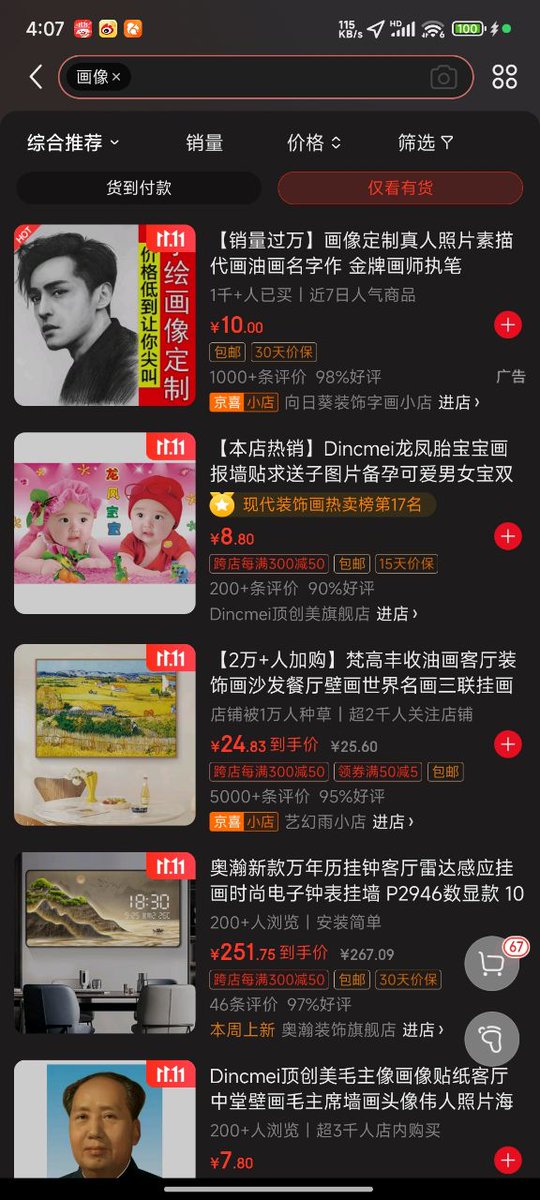 4:07
115 KB/s
HD
6
100
画像×
综合推荐
销量
价格
筛选
货到付款
仅看有货
HOT
11.11
手绘画像定制
价格低到让你尖叫
【销量过万】画像定制真人照片素描
代画油画名字作 金牌画师执笔
1千+人已买｜近7日人气商品
¥10.00
包邮 30天价保
1000+条评价 98%好评
广告
京喜小店 向日葵装饰字画小店 进店
11.11
龙凤宝宝
【本店热销】Dincmei龙凤胎宝宝画
报墙贴求送子图片备孕可爱男女宝双
现代装饰画热卖榜第17名
¥8.80
跨店每满300减50 包邮 15天价保
200+条评价 90%好评
Dincmei顶创美旗舰店 进店
11.11
【2万+人加购】梵高丰收油画客厅装
饰画沙发餐厅壁画世界名画三联挂画
店铺被1万人种草｜超2千人关注店铺
¥24.83 到手价 ¥25.60
跨店每满300减50 领券满50减5 包邮
5000+条评价 95%好评
京喜小店 艺幻雨小店 进店
11.11
18:30
奥瀚新款万年历挂钟客厅雷达感应挂
画时尚电子钟表挂墙 P2946数显款 10
200+人浏览｜安装简单
¥251.75 到手价 ¥267.09
跨店每满300减50 包邮 30天价保
46条评价 97%好评
本周上新 奥瀚装饰旗舰店 进店
67
11.11
Dincmei顶创美毛主像画像贴纸客厅
中堂壁画毛主席墙画头像伟人照片海
200+人浏览｜超3千人店内购买
¥7.80